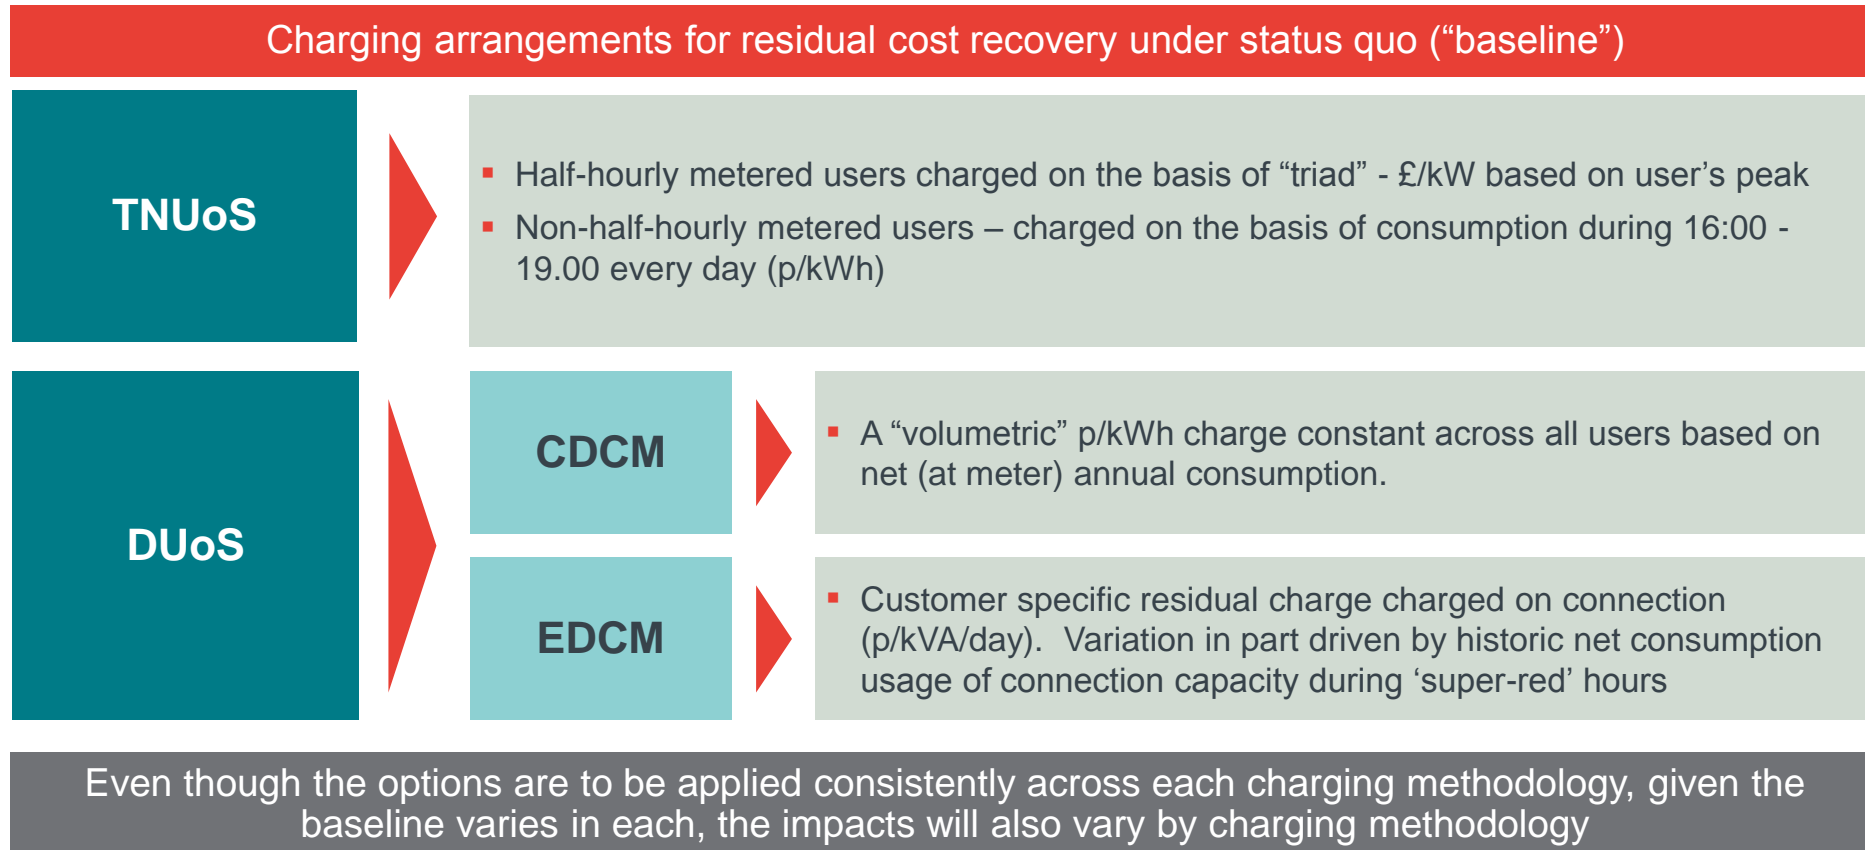 Charging arrangements for residual cost recovery under status quo (“baseline”)
TNUoS
▪ Half-hourly metered users charged on the basis of “triad” - £/kW based on user’s peak
▪ Non-half-hourly metered users – charged on the basis of consumption during 16:00 -
19.00 every day (p/kWh)
DUoS
CDCM
▪ A “volumetric” p/kWh charge constant across all users based on
net (at meter) annual consumption.
EDCM
▪ Customer specific residual charge charged on connection
(p/kVA/day).  Variation in part driven by historic net consumption
usage of connection capacity during ‘super-red’ hours
Even though the options are to be applied consistently across each charging methodology, given the
baseline varies in each, the impacts will also vary by charging methodology